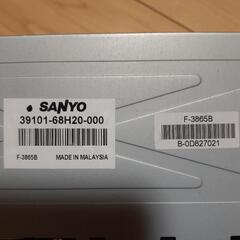 SANYO
39101-68H20-000
F-3865B
MADE IN MALAYSIA
F-3865B
B-0D827021